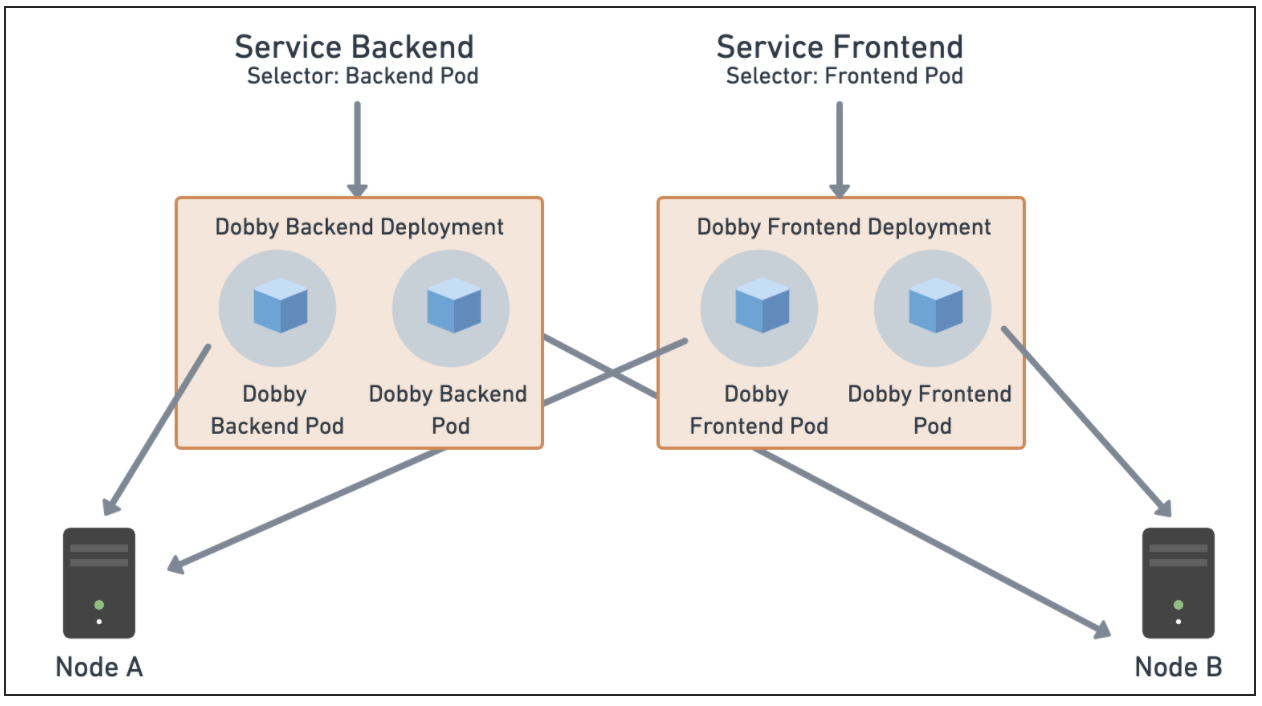 Service Backend
Selector: Backend Pod
Service Frontend
Selector: Frontend Pod
Dobby Backend Deployment
Dobby
Backend Pod
Dobby Backend
Pod
Dobby Frontend Deployment
Dobby
Frontend Pod
Dobby Frontend
Pod
Node A
Node B